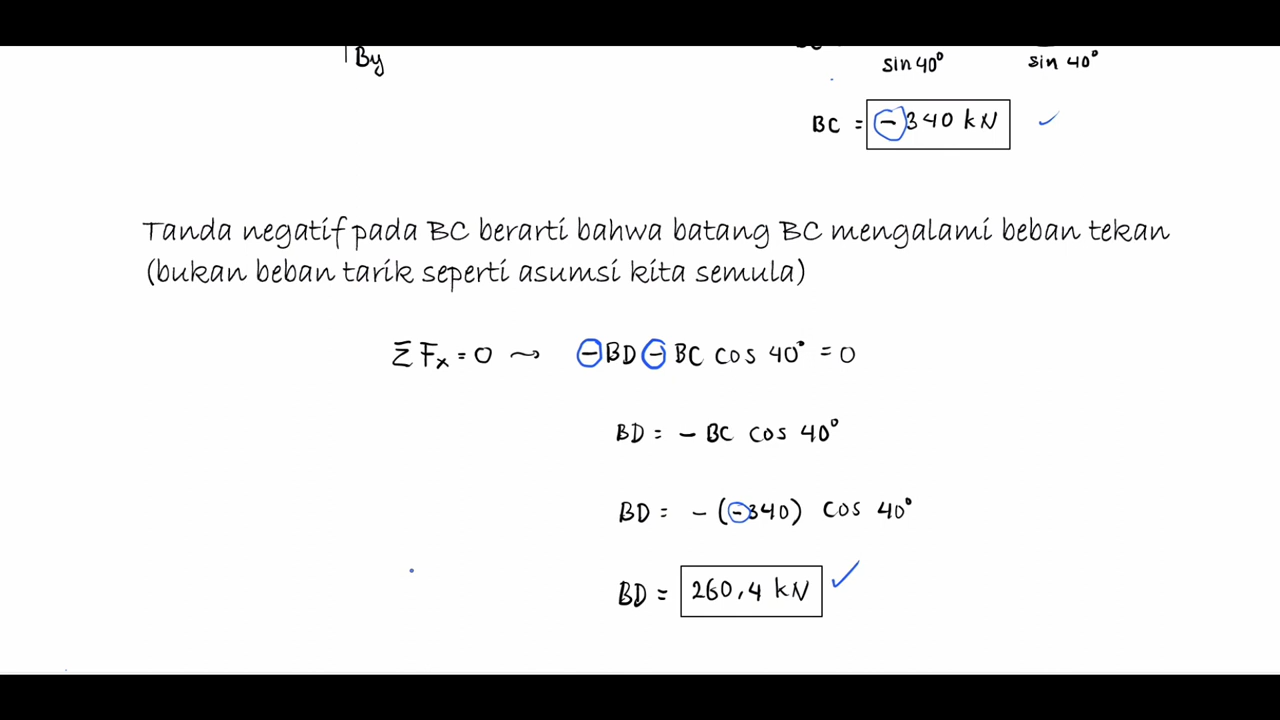 By
sin 40°
sin 40°
BC = -340 kN
Tanda negatif pada BC berarti bahwa batang BC mengalami beban tekan
(bukan beban tarik seperti asumsi kita semula)
ΣFx = 0 ⤳ -BD - BC cos 40° = 0
BD = - BC cos 40°
BD = - (-340) cos 40°
BD = 260,4 kN